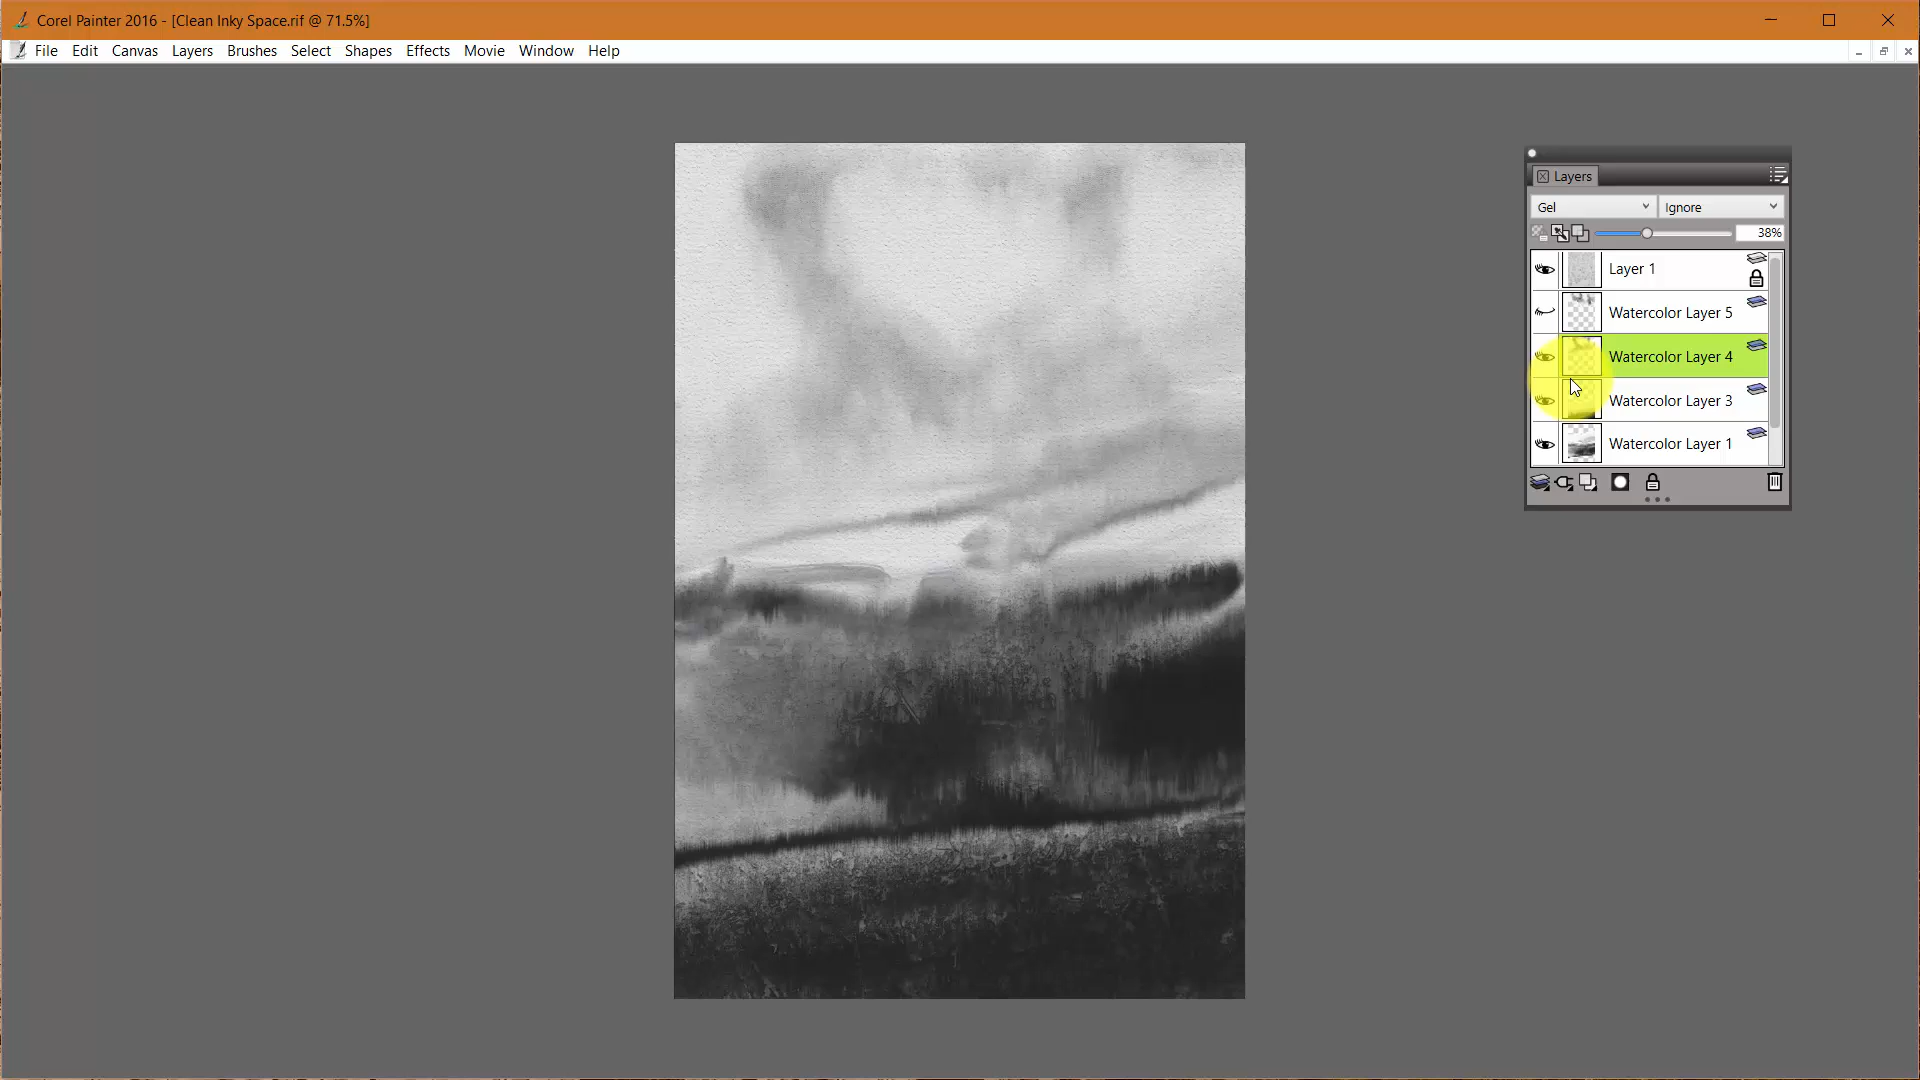 Corel Painter 2016 - [Clean Inky Space.rif @ 71.5%]
File Edit Canvas Layers Brushes Select Shapes Effects Movie Window Help
Layers
Gel Ignore
38%
Layer 1
Watercolor Layer 5
Watercolor Layer 4
Watercolor Layer 3
Watercolor Layer 1